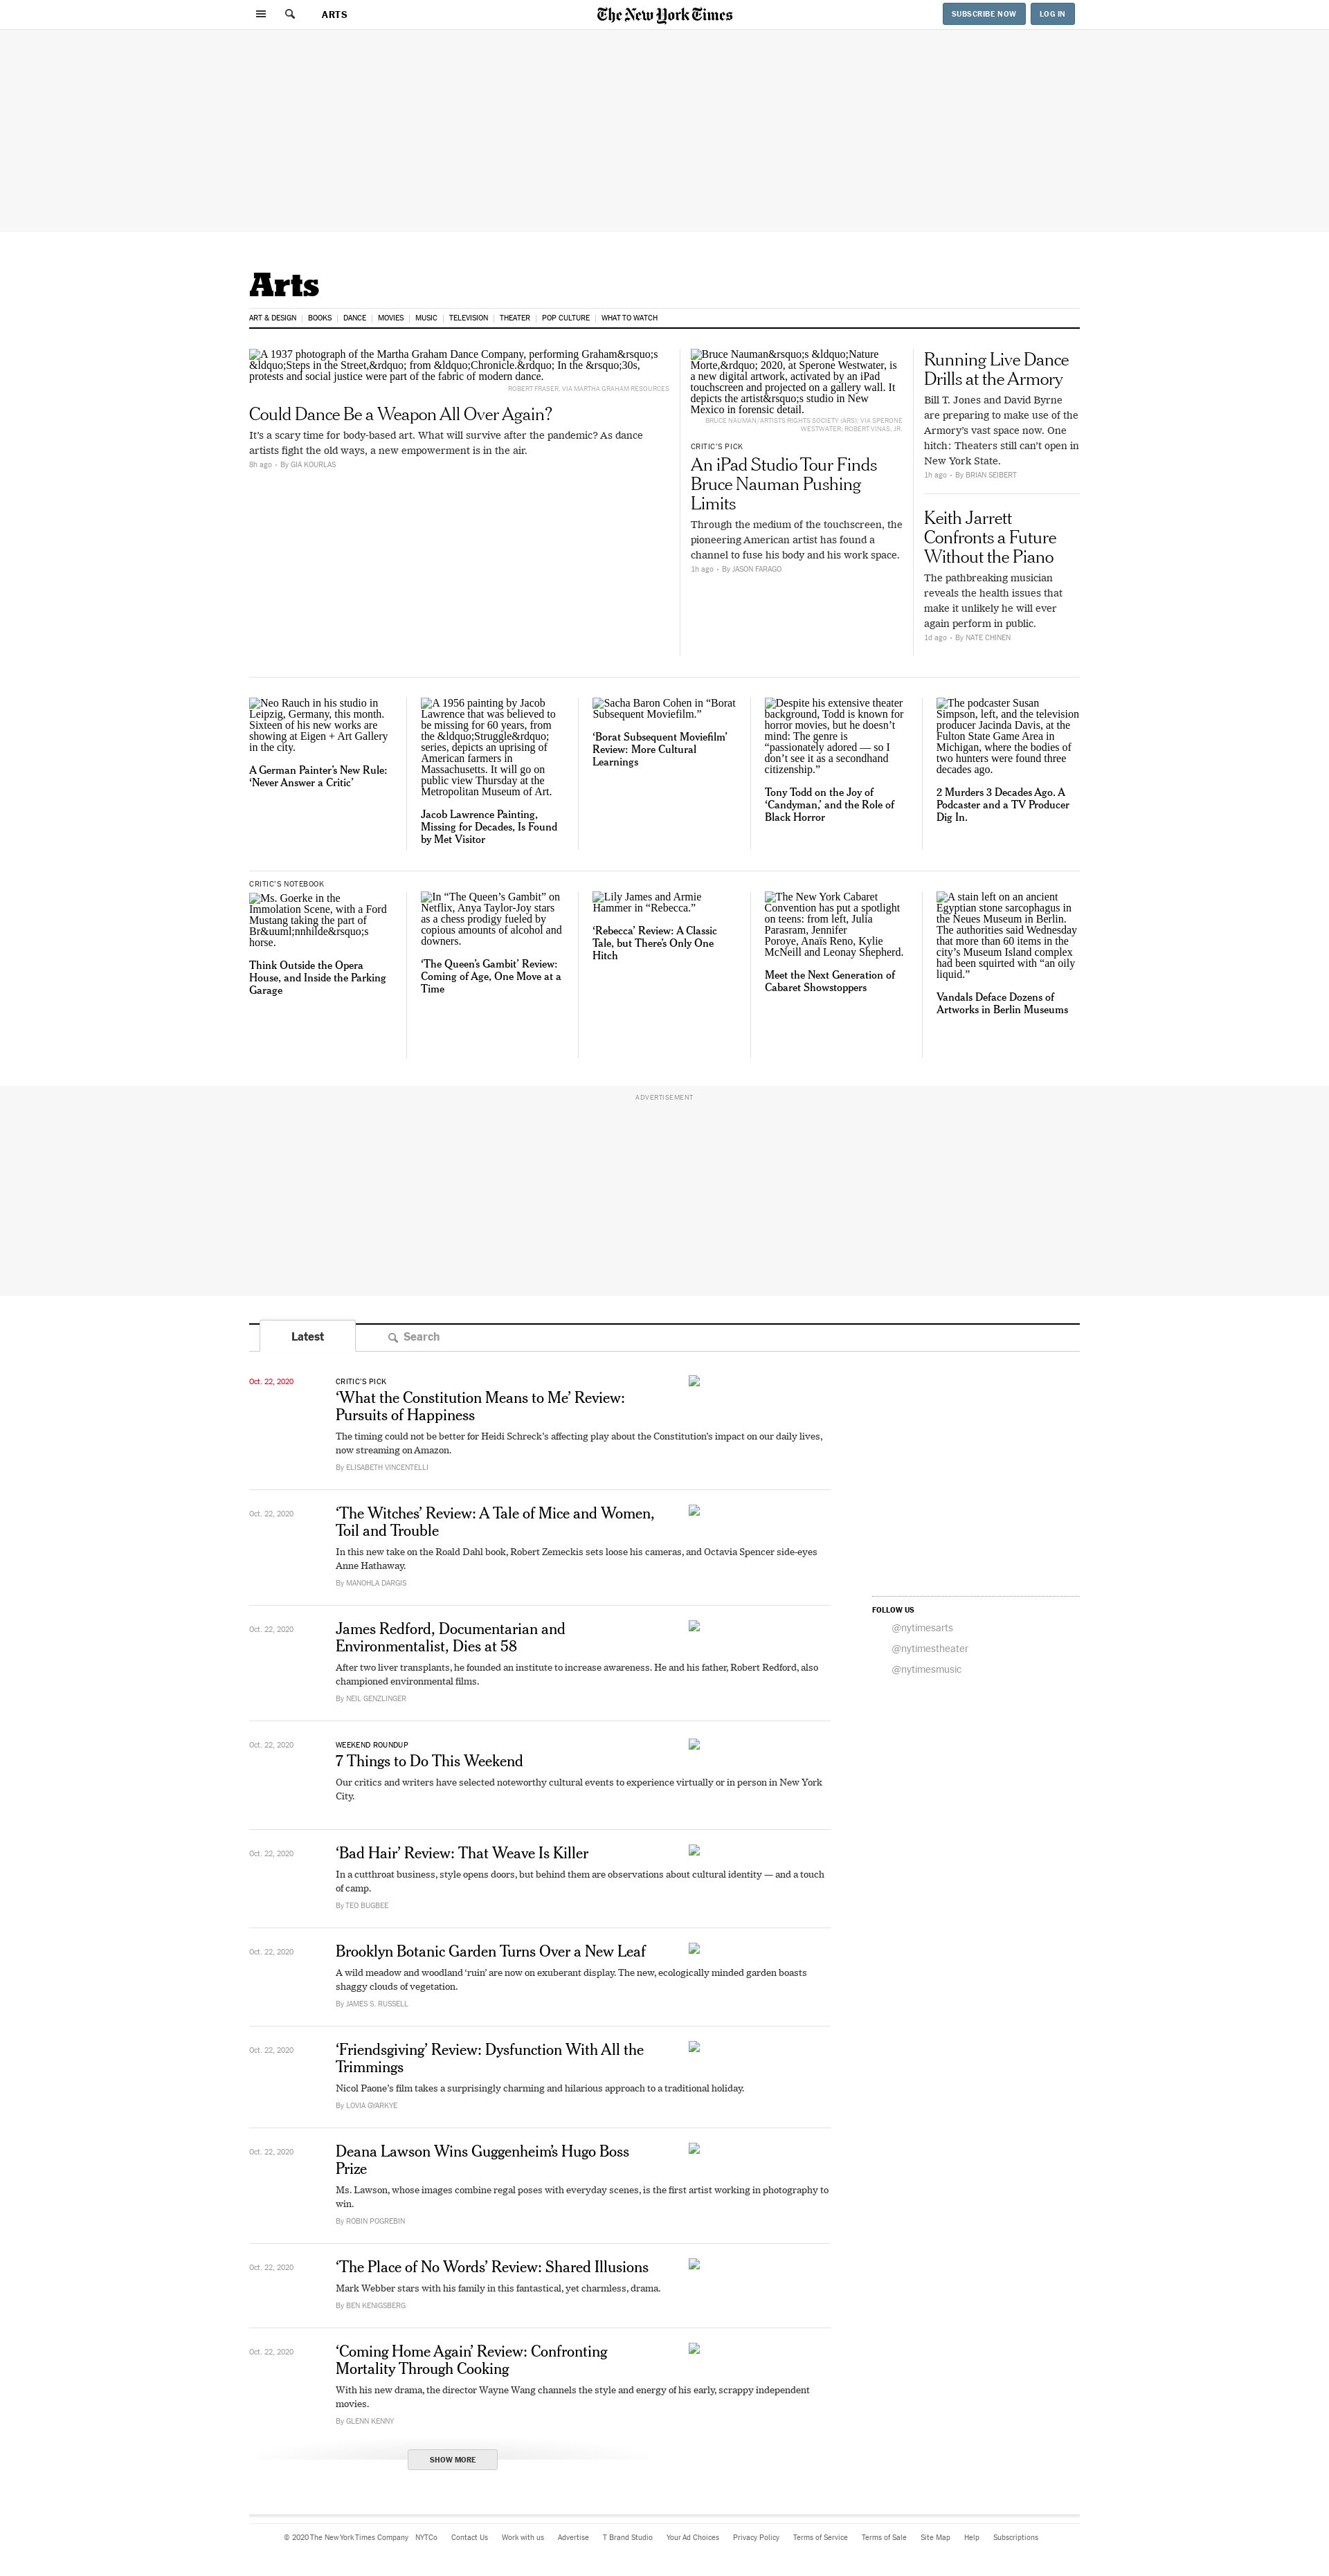 ARTS
The New York Times
SUBSCRIBE NOW
LOG IN
Arts
ART & DESIGN
BOOKS
DANCE
MOVIES
MUSIC
TELEVISION
THEATER
POP CULTURE
WHAT TO WATCH
A 1937 photograph of the Martha Graham Dance Company, performing Graham&rsquo;s
&ldquo;Steps in the Street,&rdquo; from &ldquo;Chronicle.&rdquo; In the &rsquo;30s,
protests and social justice were part of the fabric of modern dance.
ROBERT FRASER, VIA MARTHA GRAHAM RESOURCES
Could Dance Be a Weapon All Over Again?
It’s a scary time for body-based art. What will survive after the pandemic? As dance
artists fight the old ways, a new empowerment is in the air.
8h ago • By GIA KOURLAS
Bruce Nauman&rsquo;s &ldquo;Nature
Morte,&rdquo; 2020, at Sperone Westwater, is
a new digital artwork, activated by an iPad
touchscreen and projected on a gallery wall. It
depicts the artist&rsquo;s studio in New
Mexico in forensic detail.
BRUCE NAUMAN/ARTISTS RIGHTS SOCIETY (ARS); VIA SPERONE
WESTWATER; ROBERT VINAS, JR.
CRITIC’S PICK
An iPad Studio Tour Finds
Bruce Nauman Pushing
Limits
Through the medium of the touchscreen, the
pioneering American artist has found a
channel to fuse his body and his work space.
1h ago • By JASON FARAGO
Running Live Dance
Drills at the Armory
Bill T. Jones and David Byrne
are preparing to make use of the
Armory’s vast space now. One
hitch: Theaters still can’t open in
New York State.
1h ago • By BRIAN SEIBERT
Keith Jarrett
Confronts a Future
Without the Piano
The pathbreaking musician
reveals the health issues that
make it unlikely he will ever
again perform in public.
1d ago • By NATE CHINEN
Neo Rauch in his studio in
Leipzig, Germany, this month.
Sixteen of his new works are
showing at Eigen + Art Gallery
in the city.
A German Painter’s New Rule:
‘Never Answer a Critic’
A 1956 painting by Jacob
Lawrence that was believed to
be missing for 60 years, from
the &ldquo;Struggle&rdquo;
series, depicts an uprising of
American farmers in
Massachusetts. It will go on
public view Thursday at the
Metropolitan Museum of Art.
Jacob Lawrence Painting,
Missing for Decades, Is Found
by Met Visitor
Sacha Baron Cohen in “Borat
Subsequent Moviefilm.”
‘Borat Subsequent Moviefilm’
Review: More Cultural
Learnings
Despite his extensive theater
background, Todd is known for
horror movies, but he doesn’t
mind: The genre is
“passionately adored — so I
don’t see it as a secondhand
citizenship.”
Tony Todd on the Joy of
‘Candyman,’ and the Role of
Black Horror
The podcaster Susan
Simpson, left, and the television
producer Jacinda Davis, at the
Fulton State Game Area in
Michigan, where the bodies of
two hunters were found three
decades ago.
2 Murders 3 Decades Ago. A
Podcaster and a TV Producer
Dig In.
CRITIC’S NOTEBOOK
Ms. Goerke in the
Immolation Scene, with a Ford
Mustang taking the part of
Br&uuml;nnhilde&rsquo;s
horse.
Think Outside the Opera
House, and Inside the Parking
Garage
In “The Queen’s Gambit” on
Netflix, Anya Taylor-Joy stars
as a chess prodigy fueled by
copious amounts of alcohol and
downers.
‘The Queen’s Gambit’ Review:
Coming of Age, One Move at a
Time
Lily James and Armie
Hammer in “Rebecca.”
‘Rebecca’ Review: A Classic
Tale, but There’s Only One
Hitch
The New York Cabaret
Convention has put a spotlight
on teens: from left, Julia
Parasram, Jennifer
Poroye, Anaïs Reno, Kylie
McNeill and Leonay Shepherd.
Meet the Next Generation of
Cabaret Showstoppers
A stain left on an ancient
Egyptian stone sarcophagus in
the Neues Museum in Berlin.
The authorities said Wednesday
that more than 60 items in the
city’s Museum Island complex
had been squirted with “an oily
liquid.”
Vandals Deface Dozens of
Artworks in Berlin Museums
ADVERTISEMENT
Latest
Search
Oct. 22, 2020
CRITIC’S PICK
‘What the Constitution Means to Me’ Review:
Pursuits of Happiness
The timing could not be better for Heidi Schreck’s affecting play about the Constitution’s impact on our daily lives,
now streaming on Amazon.
By ELISABETH VINCENTELLI
Oct. 22, 2020
‘The Witches’ Review: A Tale of Mice and Women,
Toil and Trouble
In this new take on the Roald Dahl book, Robert Zemeckis sets loose his cameras, and Octavia Spencer side-eyes
Anne Hathaway.
By MANOHLA DARGIS
Oct. 22, 2020
James Redford, Documentarian and
Environmentalist, Dies at 58
After two liver transplants, he founded an institute to increase awareness. He and his father, Robert Redford, also
championed environmental films.
By NEIL GENZLINGER
Oct. 22, 2020
WEEKEND ROUNDUP
7 Things to Do This Weekend
Our critics and writers have selected noteworthy cultural events to experience virtually or in person in New York
City.
Oct. 22, 2020
‘Bad Hair’ Review: That Weave Is Killer
In a cutthroat business, style opens doors, but behind them are observations about cultural identity — and a touch
of camp.
By TEO BUGBEE
Oct. 22, 2020
Brooklyn Botanic Garden Turns Over a New Leaf
A wild meadow and woodland ‘ruin’ are now on exuberant display. The new, ecologically minded garden boasts
shaggy clouds of vegetation.
By JAMES S. RUSSELL
Oct. 22, 2020
‘Friendsgiving’ Review: Dysfunction With All the
Trimmings
Nicol Paone’s film takes a surprisingly charming and hilarious approach to a traditional holiday.
By LOVIA GYARKYE
Oct. 22, 2020
Deana Lawson Wins Guggenheim’s Hugo Boss
Prize
Ms. Lawson, whose images combine regal poses with everyday scenes, is the first artist working in photography to
win.
By ROBIN POGREBIN
Oct. 22, 2020
‘The Place of No Words’ Review: Shared Illusions
Mark Webber stars with his family in this fantastical, yet charmless, drama.
By BEN KENIGSBERG
Oct. 22, 2020
‘Coming Home Again’ Review: Confronting
Mortality Through Cooking
With his new drama, the director Wayne Wang channels the style and energy of his early, scrappy independent
movies.
By GLENN KENNY
SHOW MORE
FOLLOW US
@nytimesarts
@nytimestheater
@nytimesmusic
© 2020 The New York Times Company
NYTCo
Contact Us
Work with us
Advertise
T Brand Studio
Your Ad Choices
Privacy Policy
Terms of Service
Terms of Sale
Site Map
Help
Subscriptions